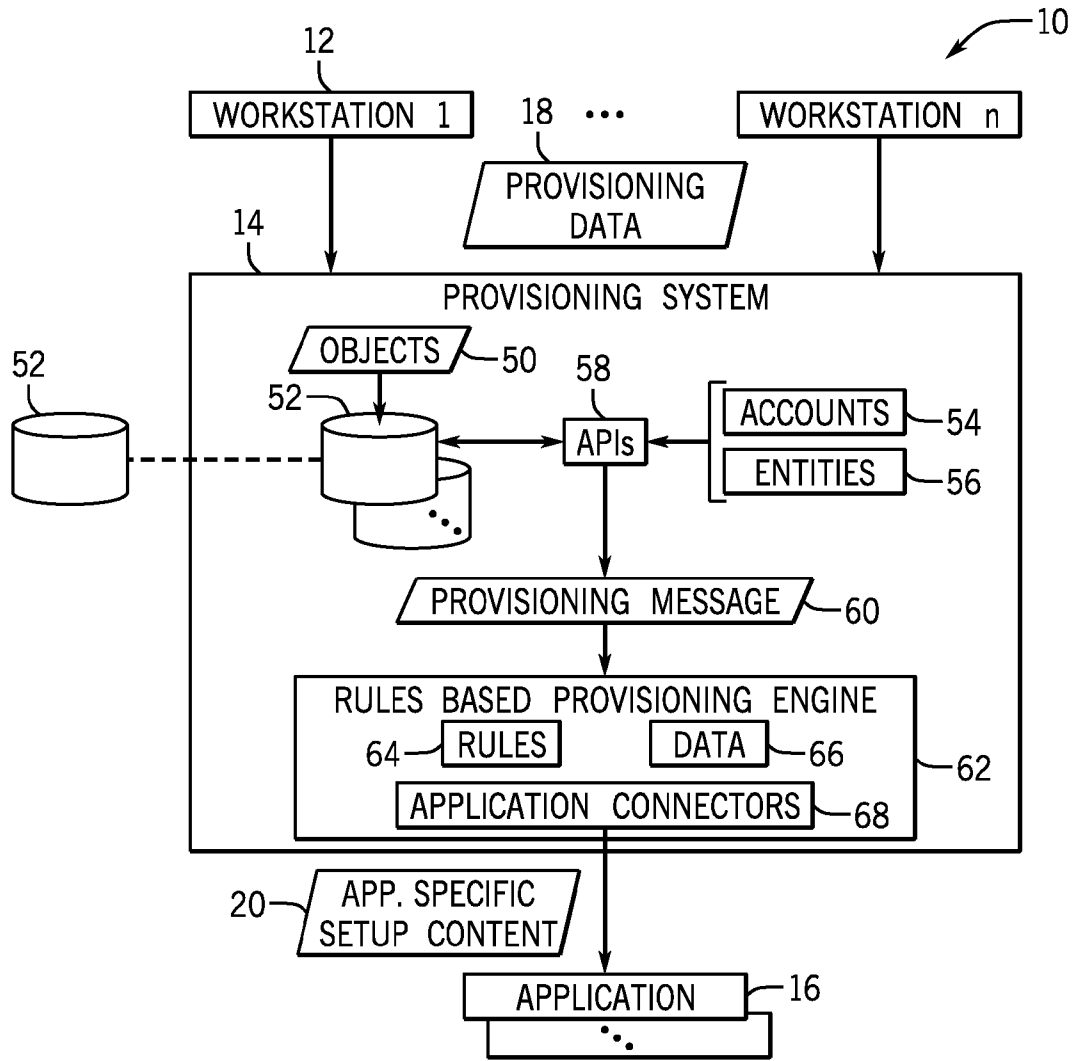 10
12
WORKSTATION 1
18
...
WORKSTATION n
PROVISIONING
DATA
14
PROVISIONING SYSTEM
OBJECTS
50
52
52
58
APIs
ACCOUNTS
54
ENTITIES
56
PROVISIONING MESSAGE
60
RULES BASED PROVISIONING ENGINE
64
RULES
DATA
66
62
APPLICATION CONNECTORS
68
20
APP. SPECIFIC
SETUP CONTENT
APPLICATION
16